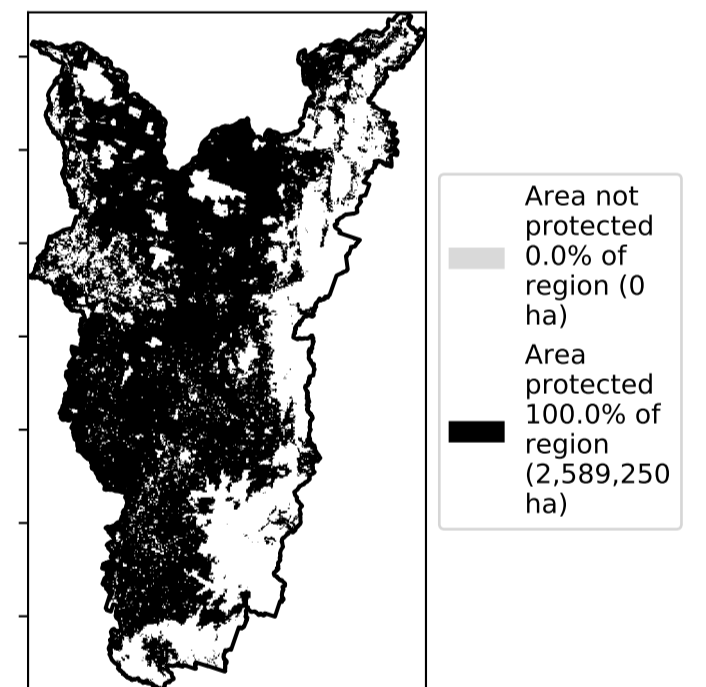 Area not
protected
0.0% of
region (0
ha)
Area
protected
100.0% of
region
(2,589,250
ha)